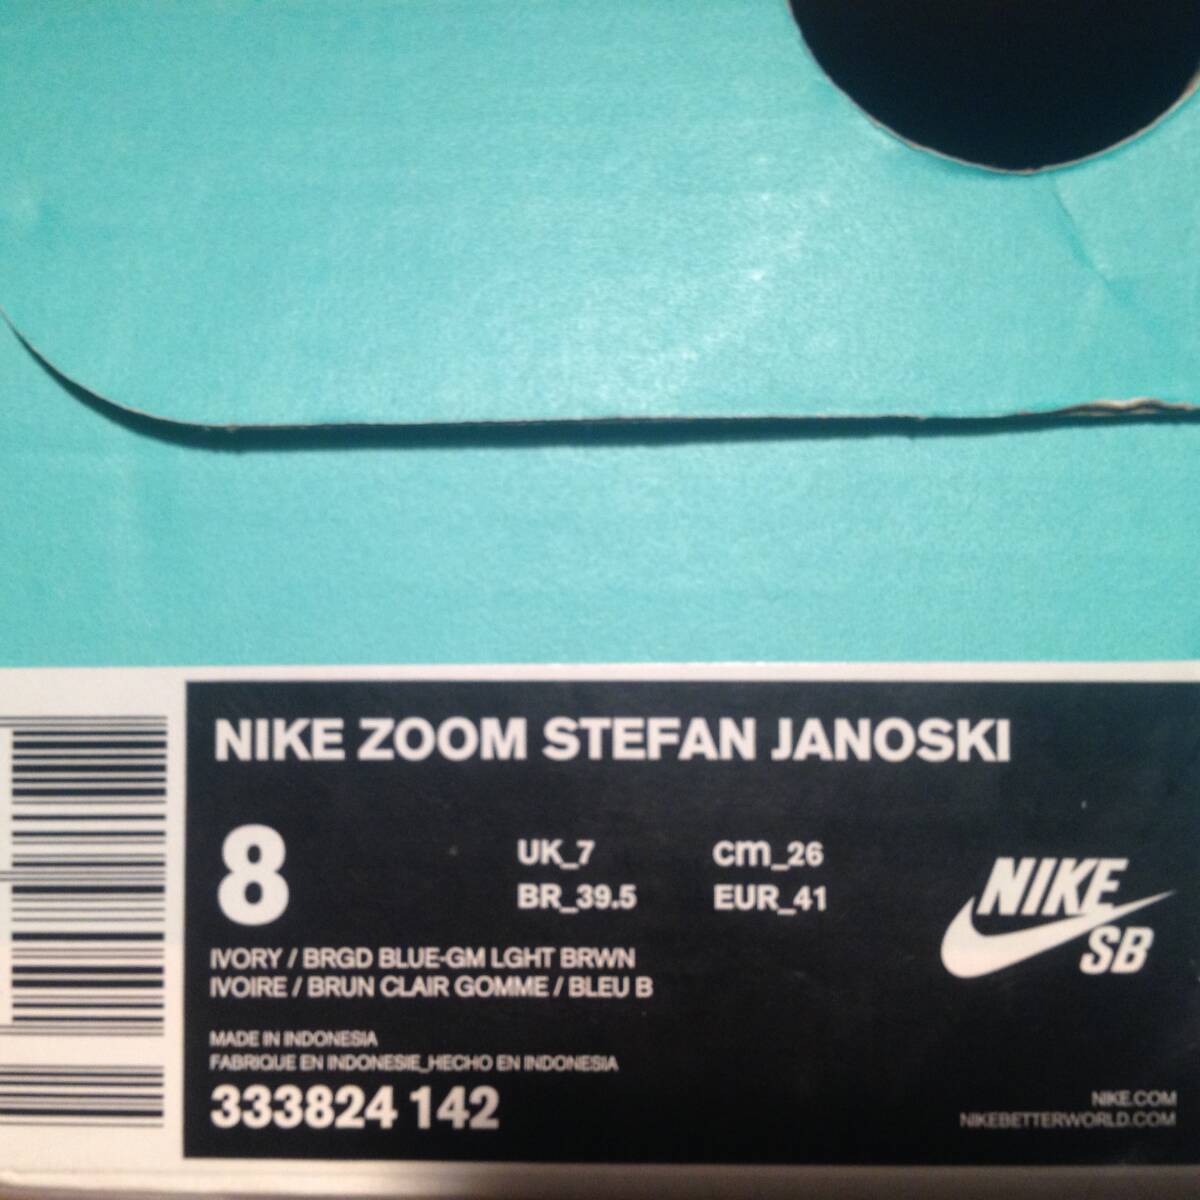 NIKE ZOOM STEFAN JANOSKI
8
UK_7 cm_26
BR_39.5 EUR_41
NIKE
SB
IVORY / BRGD BLUE-GM LGHT BRWN
IVOIRE / BRUN CLAIR GOMME / BLEU B
MADE IN INDONESIA
FABRIQUE EN INDONESIE_HECHO EN INDONESIA
333824 142
NIKE.COM
NIKEBETTERWORLD.COM